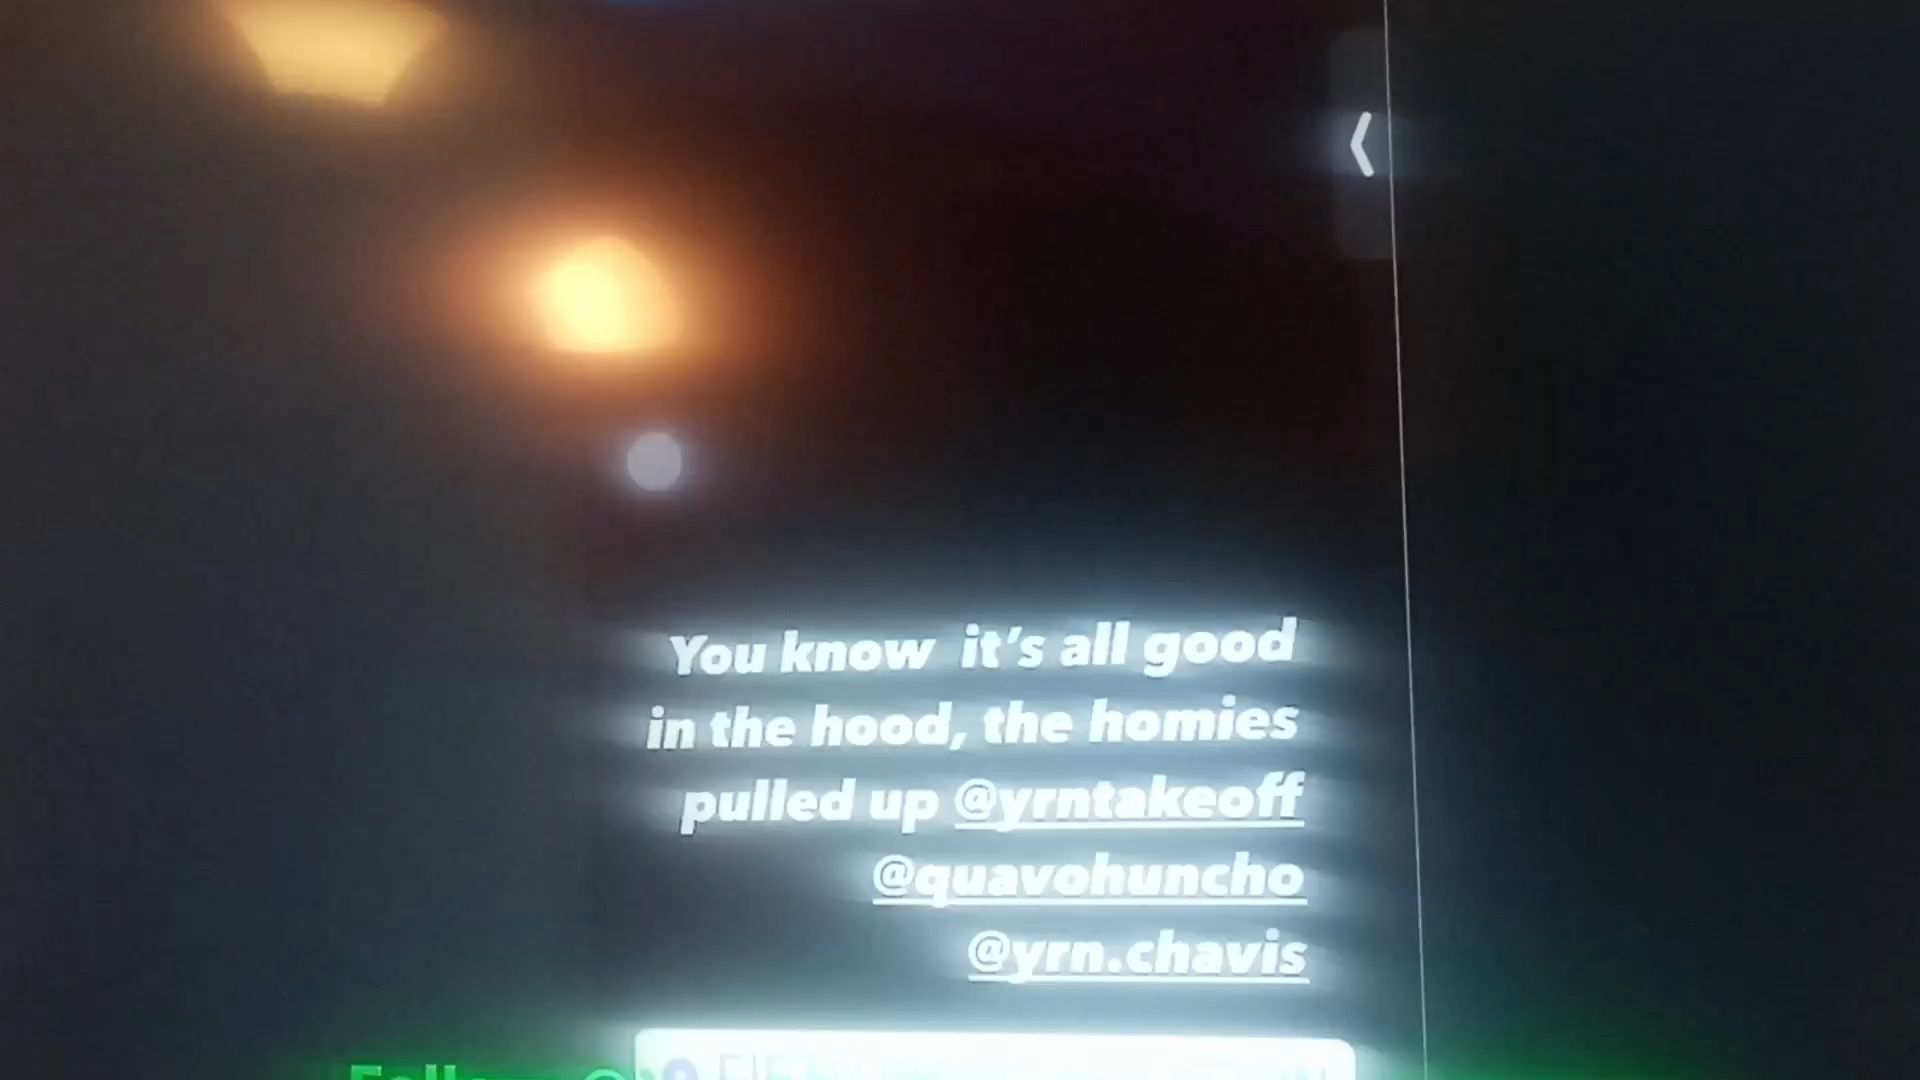 You know it's all good
in the hood, the homies
pulled up @yrntakeoff
@quavohuncho
@yrn.chavis